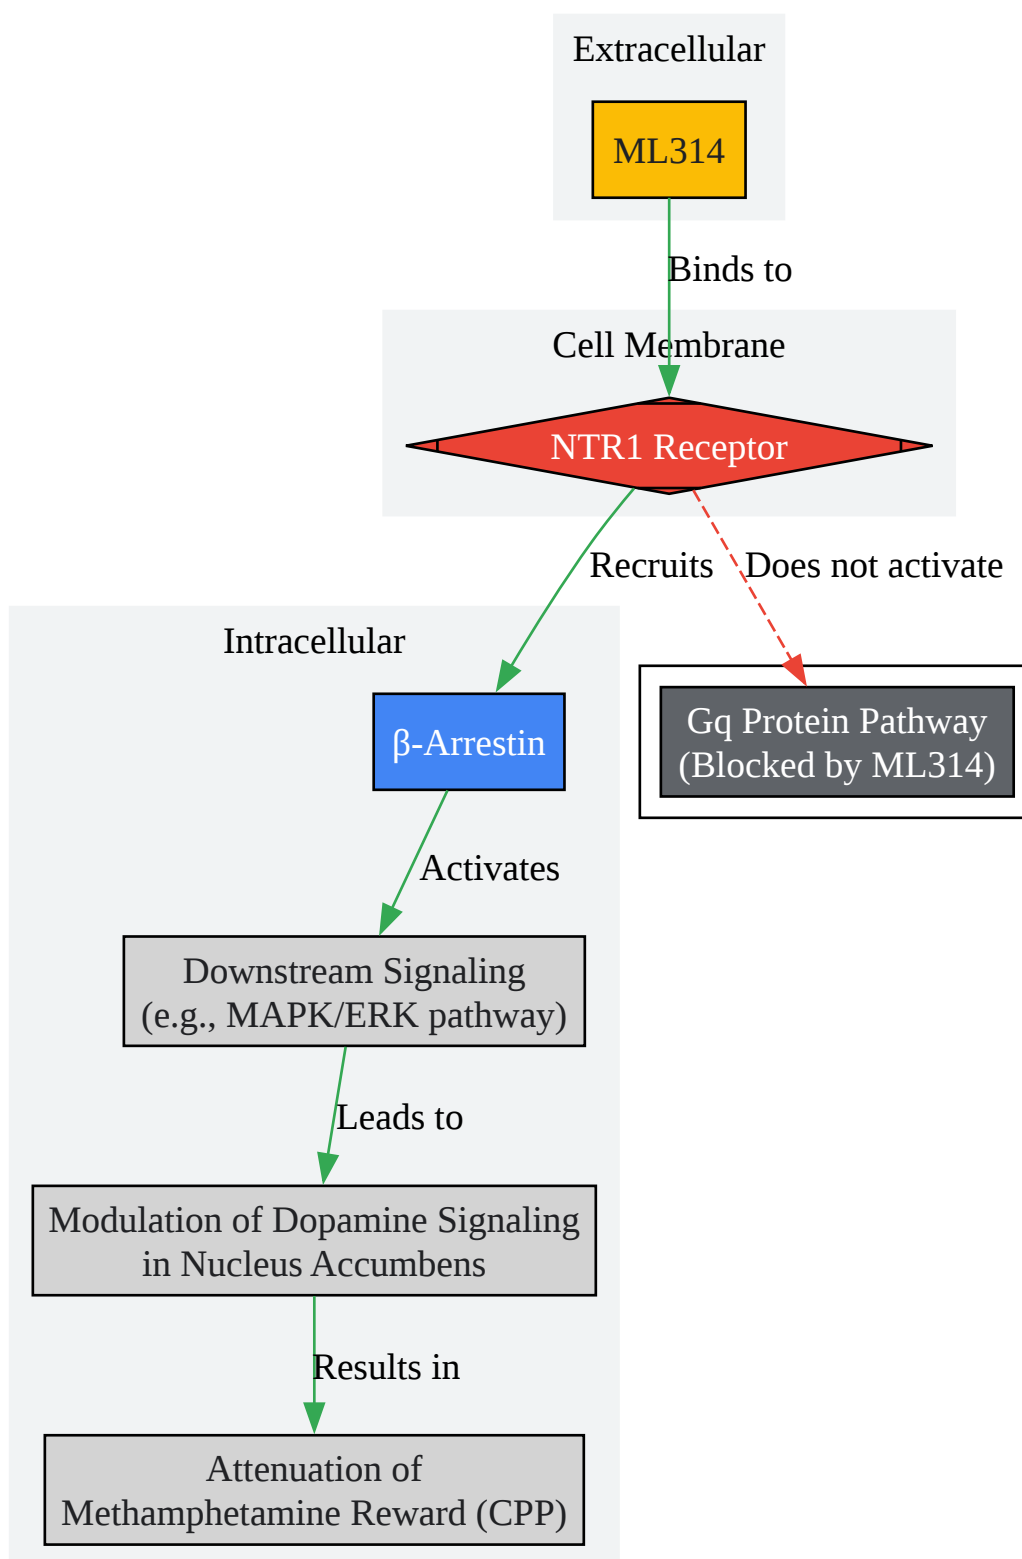 Extracellular
ML314
Binds to
Cell Membrane
NTR1 Receptor
Recruits
Does not activate
Intracellular
β-Arrestin
Gq Protein Pathway
(Blocked by ML314)
Activates
Downstream Signaling
(e.g., MAPK/ERK pathway)
Leads to
Modulation of Dopamine Signaling
in Nucleus Accumbens
Results in
Attenuation of
Methamphetamine Reward (CPP)